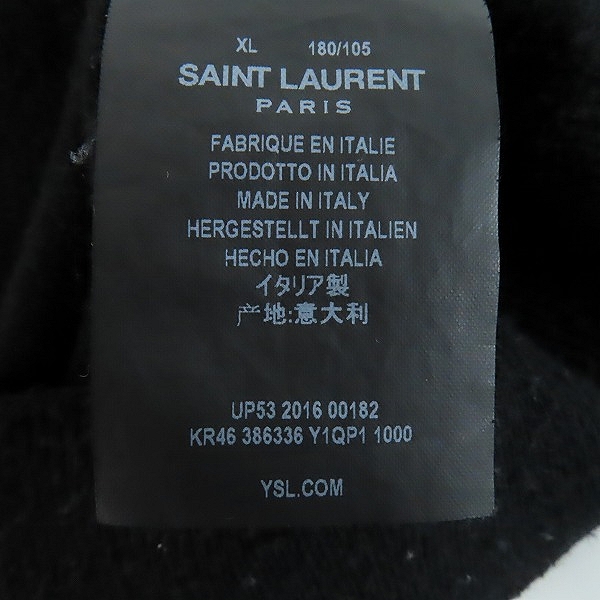 XL 180/105
SAINT LAURENT
PARIS
FABRIQUE EN ITALIE
PRODOTTO IN ITALIA
MADE IN ITALY
HERGESTELLT IN ITALIEN
HECHO EN ITALIA
イタリア製
产地:意大利
UP53 2016 00182
KR46 386336 Y1QP1 1000
YSL.COM